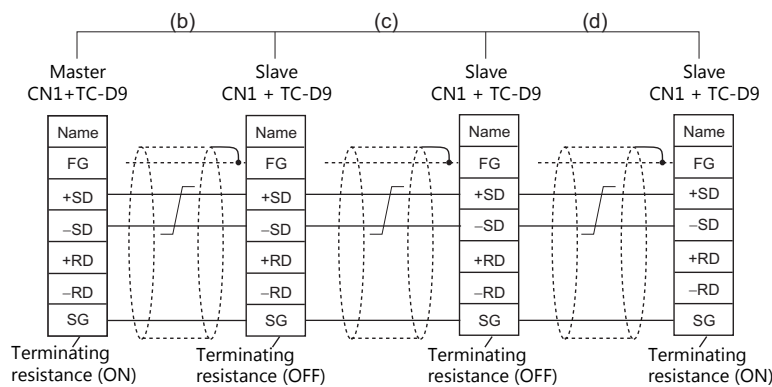 (b) (c) (d)
Master Slave Slave Slave
CN1+TC-D9 CN1 + TC-D9 CN1 + TC-D9 CN1 + TC-D9
Name Name Name Name
FG FG FG FG
+SD +SD +SD +SD
−SD −SD −SD −SD
+RD +RD +RD +RD
−RD −RD −RD −RD
SG SG SG SG
Terminating Terminating Terminating Terminating
resistance (ON) resistance (OFF) resistance (OFF) resistance (ON)